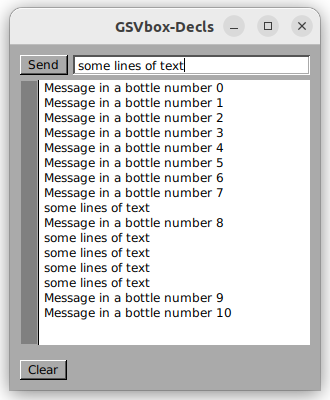 GSVbox-Decls
Send some lines of text
Message in a bottle number 0
Message in a bottle number 1
Message in a bottle number 2
Message in a bottle number 3
Message in a bottle number 4
Message in a bottle number 5
Message in a bottle number 6
Message in a bottle number 7
some lines of text
Message in a bottle number 8
some lines of text
some lines of text
some lines of text
some lines of text
Message in a bottle number 9
Message in a bottle number 10
Clear